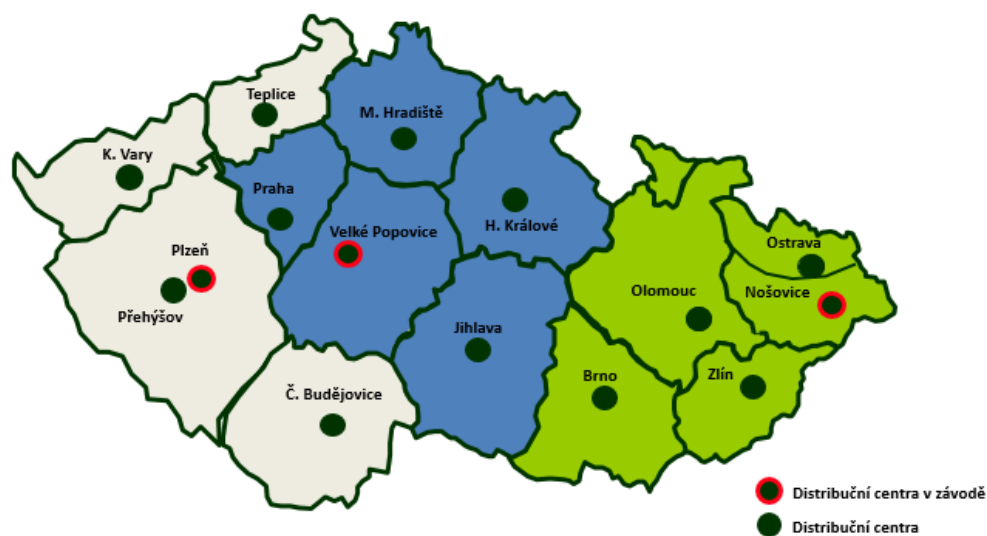 Teplice
M. Hradiště
K. Vary
Praha
H. Králové
Velké Popovice
Plzeň
Přehýšov
Ostrava
Nošovice
Olomouc
Jihlava
Zlín
Brno
Č. Budějovice
Distribuční centra v závodě
Distribuční centra